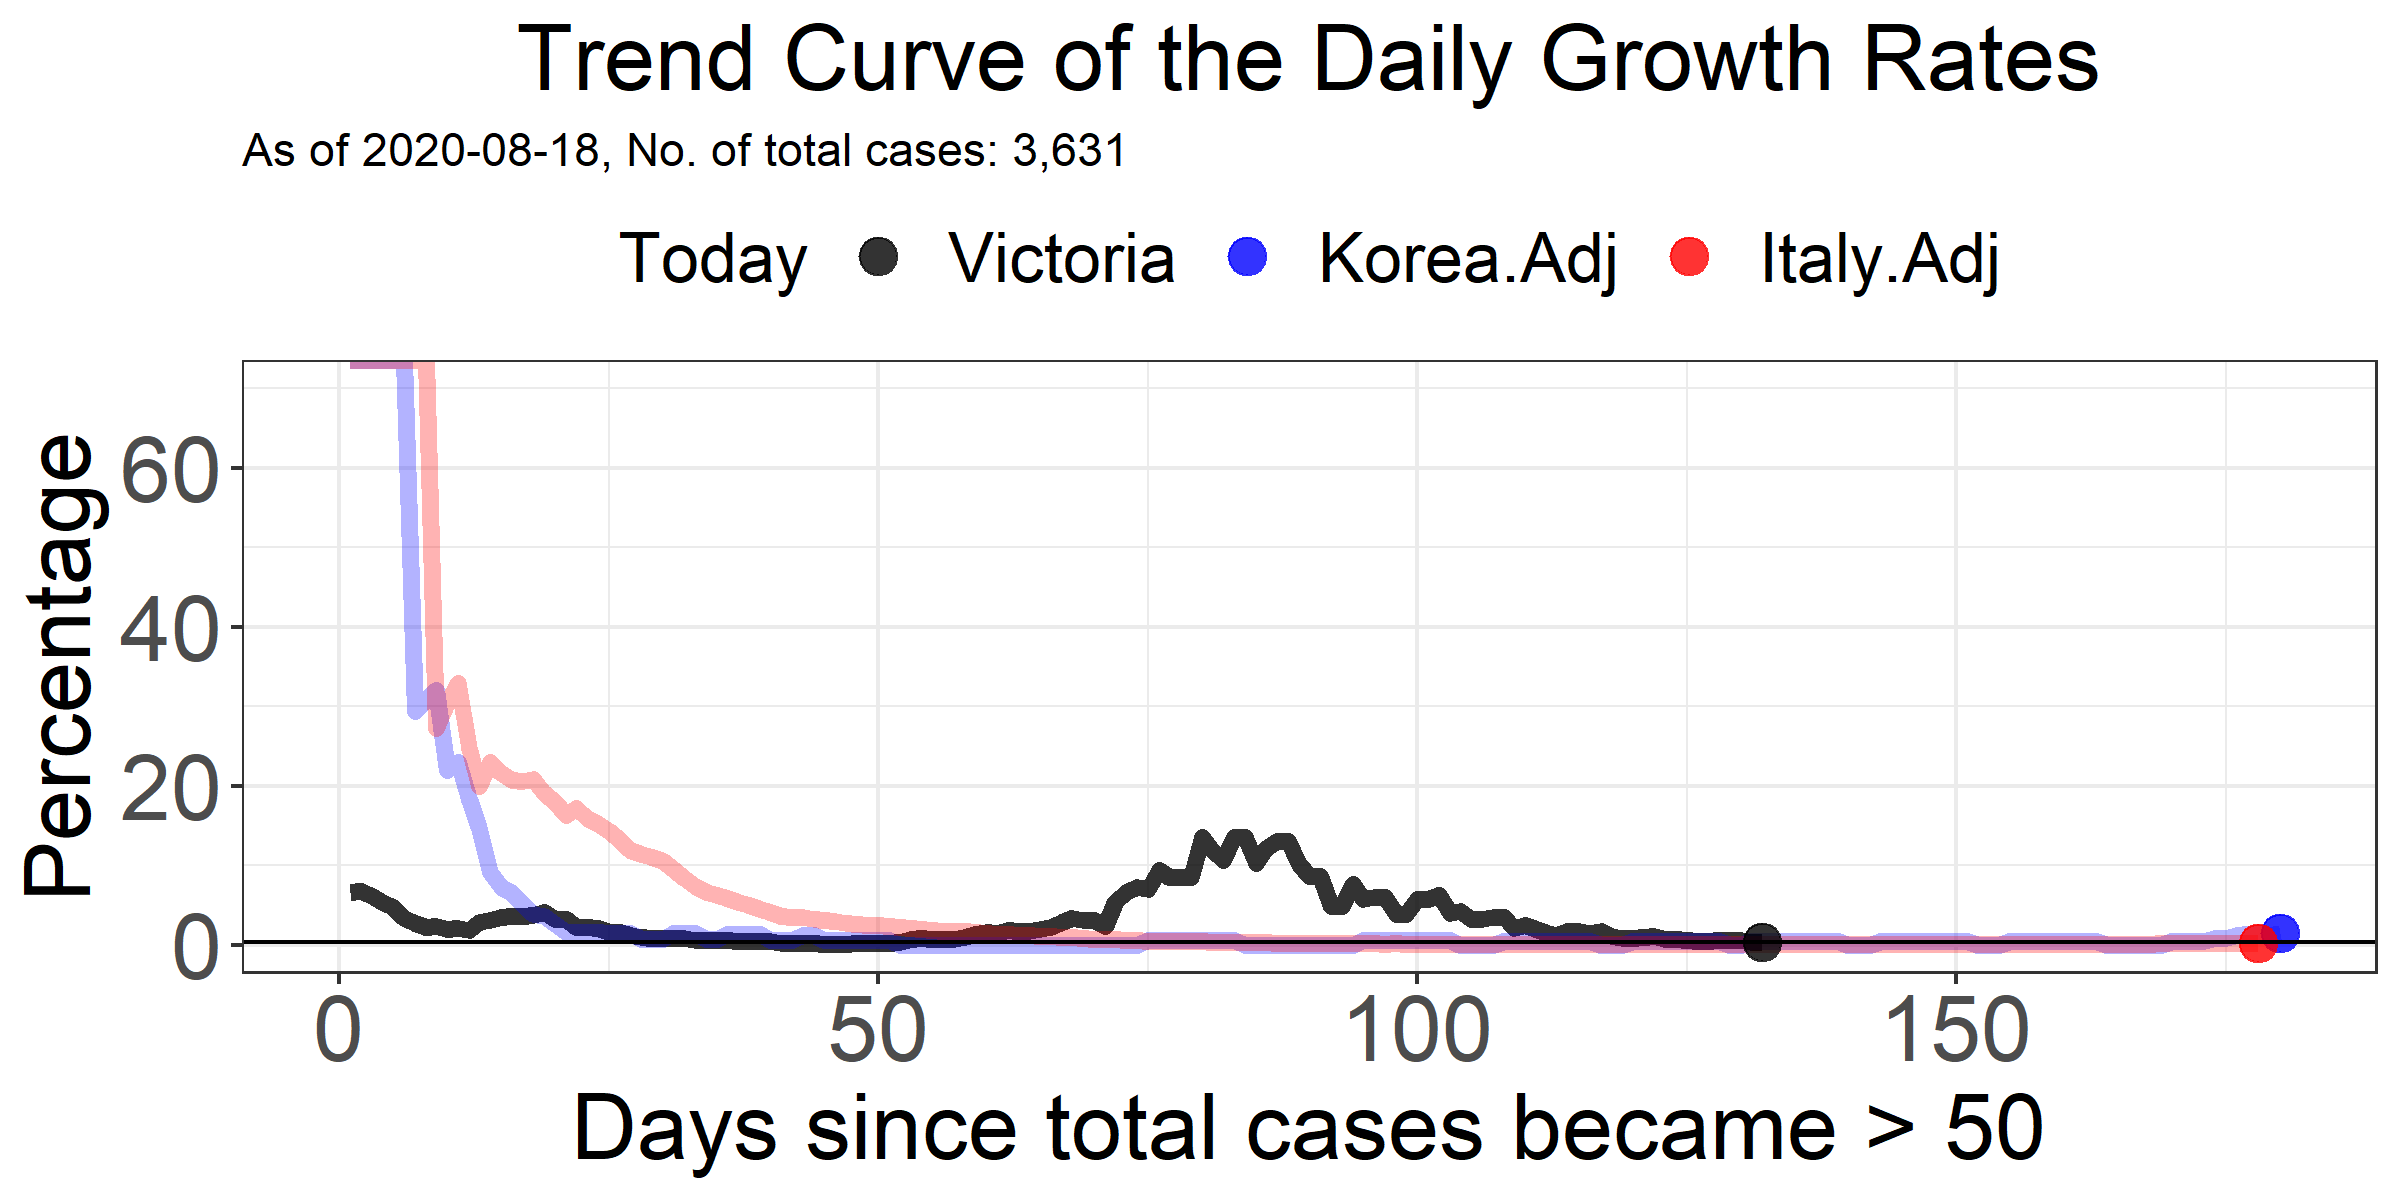 Trend Curve of the Daily Growth Rates
As of 2020-08-18, No. of total cases: 3,631
Today Victoria Korea.Adj Italy.Adj
Percentage
60
40
20
0
0 50 100 150
Days since total cases became > 50